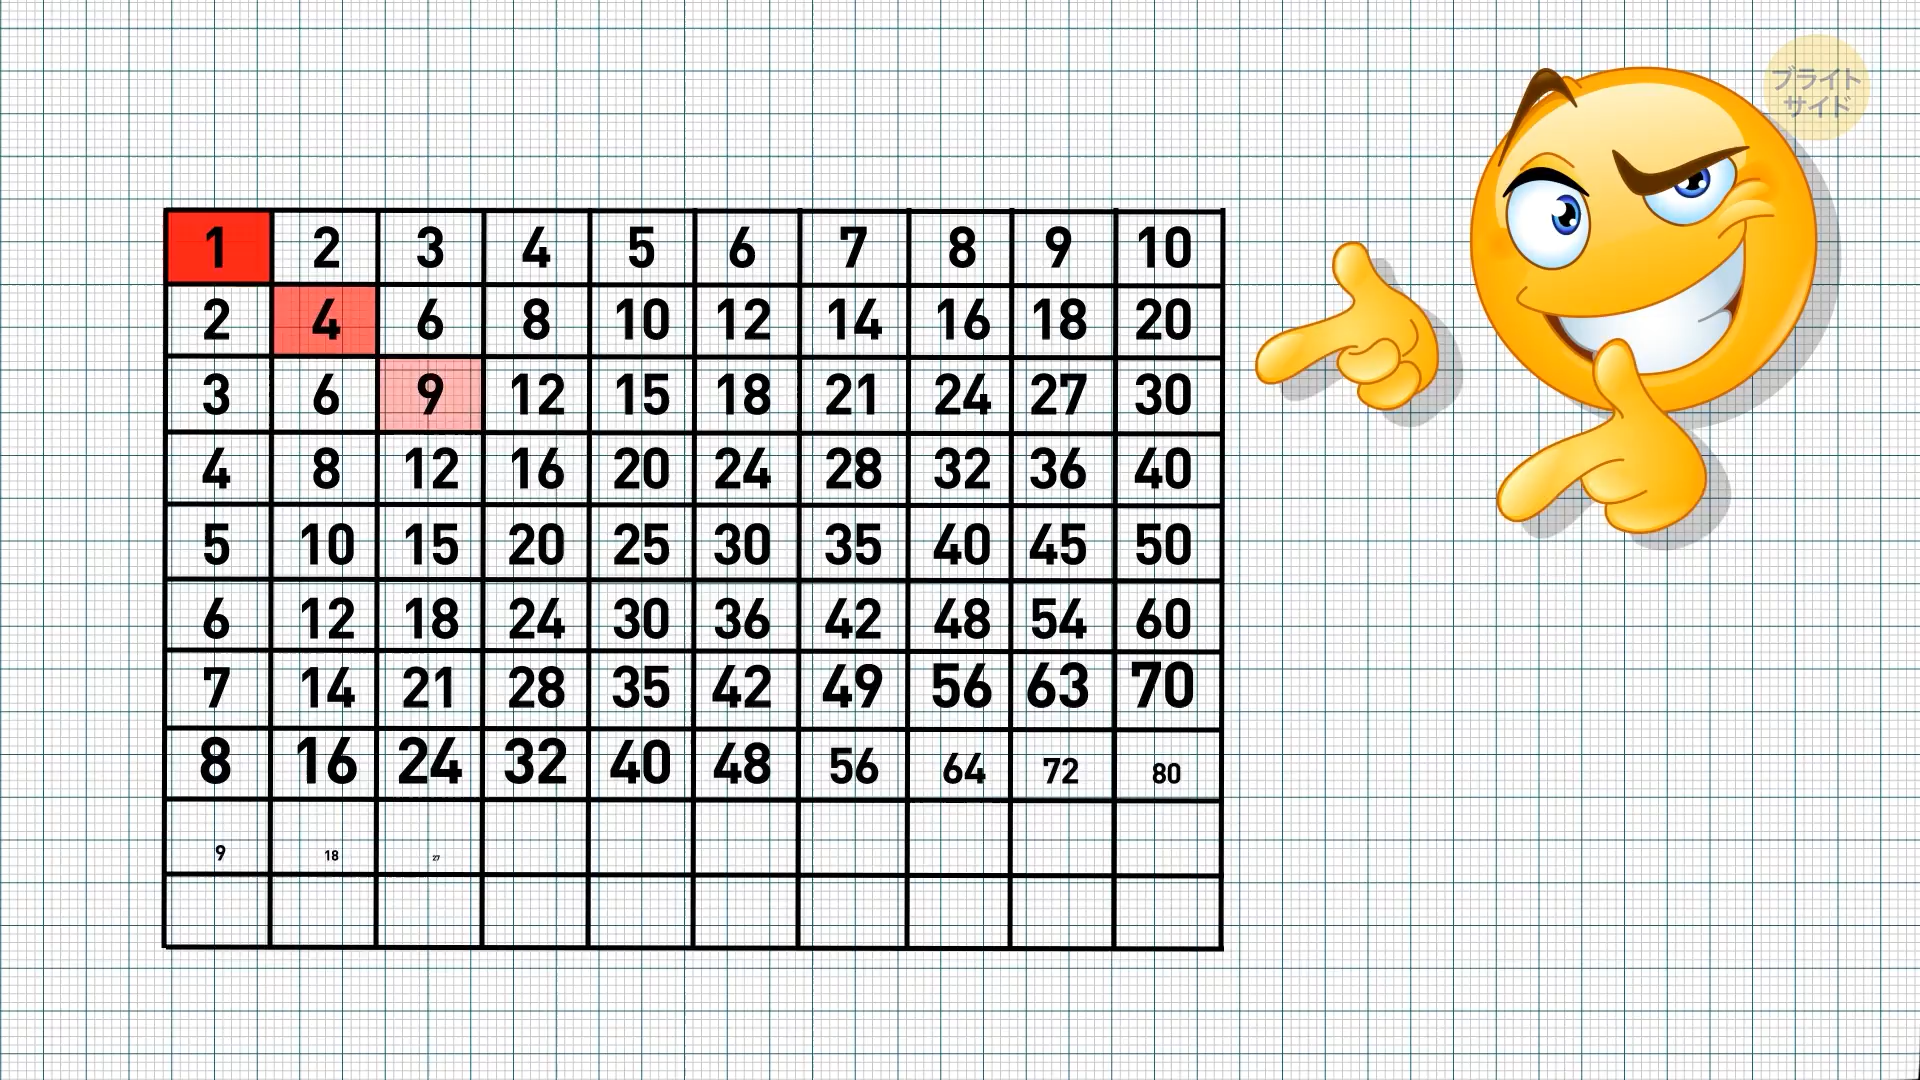 ブライト
サイド
1 2 3 4 5 6 7 8 9 10
2 4 6 8 10 12 14 16 18 20
3 6 9 12 15 18 21 24 27 30
4 8 12 16 20 24 28 32 36 40
5 10 15 20 25 30 35 40 45 50
6 12 18 24 30 36 42 48 54 60
7 14 21 28 35 42 49 56 63 70
8 16 24 32 40 48 56 64 72 80
9 18 27